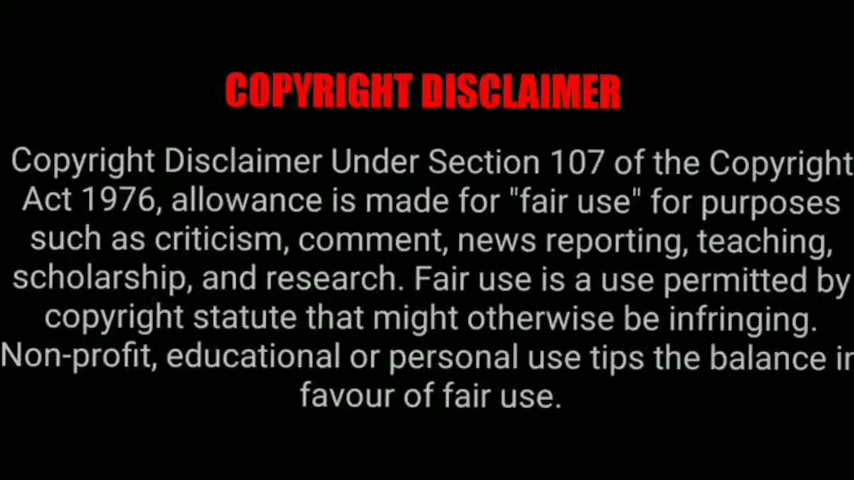 COPYRIGHT DISCLAIMER
Copyright Disclaimer Under Section 107 of the Copyright
Act 1976, allowance is made for "fair use" for purposes
such as criticism, comment, news reporting, teaching,
scholarship, and research. Fair use is a use permitted by
copyright statute that might otherwise be infringing.
Non-profit, educational or personal use tips the balance in
favour of fair use.